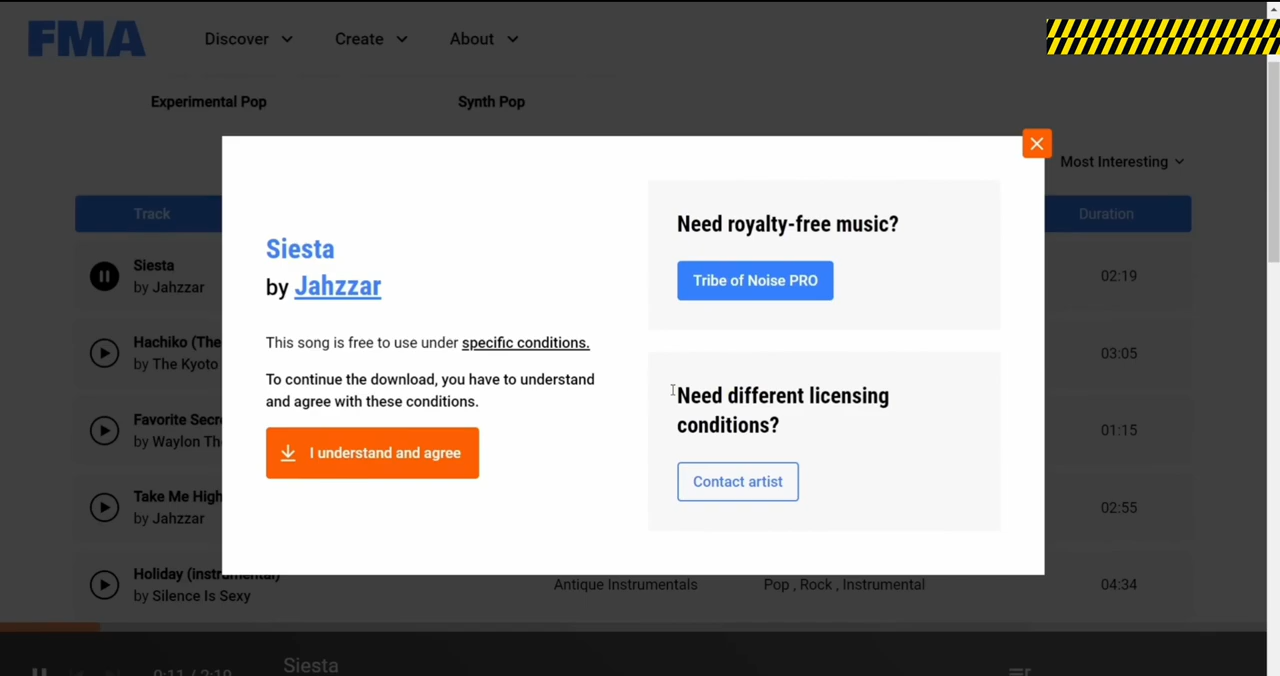 FMA
Discover
Create
About
Experimental Pop
Synth Pop
Most Interesting
Track
Duration
Siesta
by Jahzzar
02:19
Hachiko (The
by The Kyoto
03:05
Favorite Secr
by Waylon Th
01:15
Take Me High
by Jahzzar
02:55
Holiday (instrumental)
by Silence Is Sexy
Antique Instrumentals
Pop , Rock , Instrumental
04:34
Siesta
by Jahzzar
This song is free to use under specific conditions.
To continue the download, you have to understand
and agree with these conditions.
I understand and agree
Need royalty-free music?
Tribe of Noise PRO
Need different licensing
conditions?
Contact artist
0:11 / 2:19
Siesta